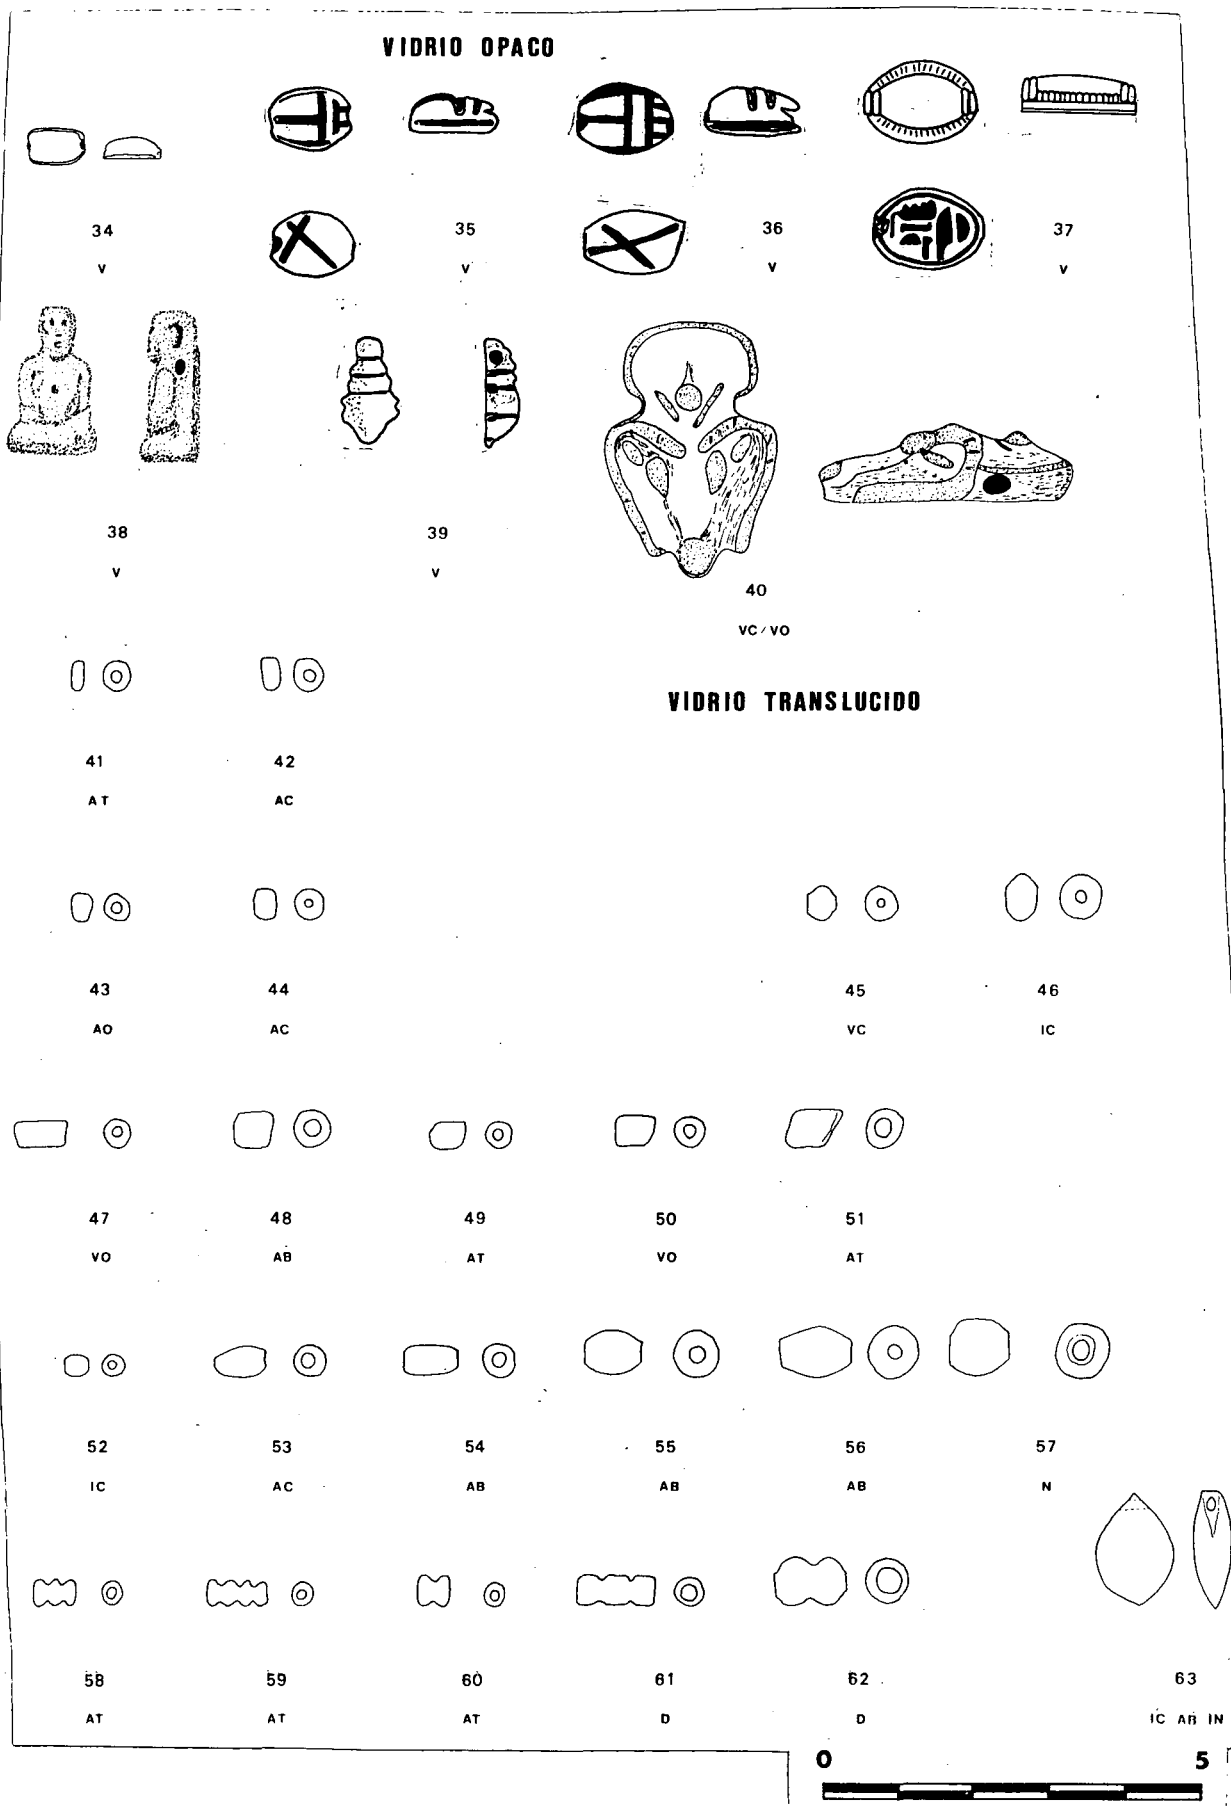 VIDRIO OPACO
34 35 36 37
V V V V
38 39
V V
40
VC/VO
VIDRIO TRANSLUCIDO
41 42
AT AC
43 44 45 46
AO AC VC IC
47 48 49 50 51
VO AB AT VO AT
52 53 54 55 56 57
IC AC AB AB AB N
58 59 60 61 62 63
AT AT AT D D IC AB IN
0 5